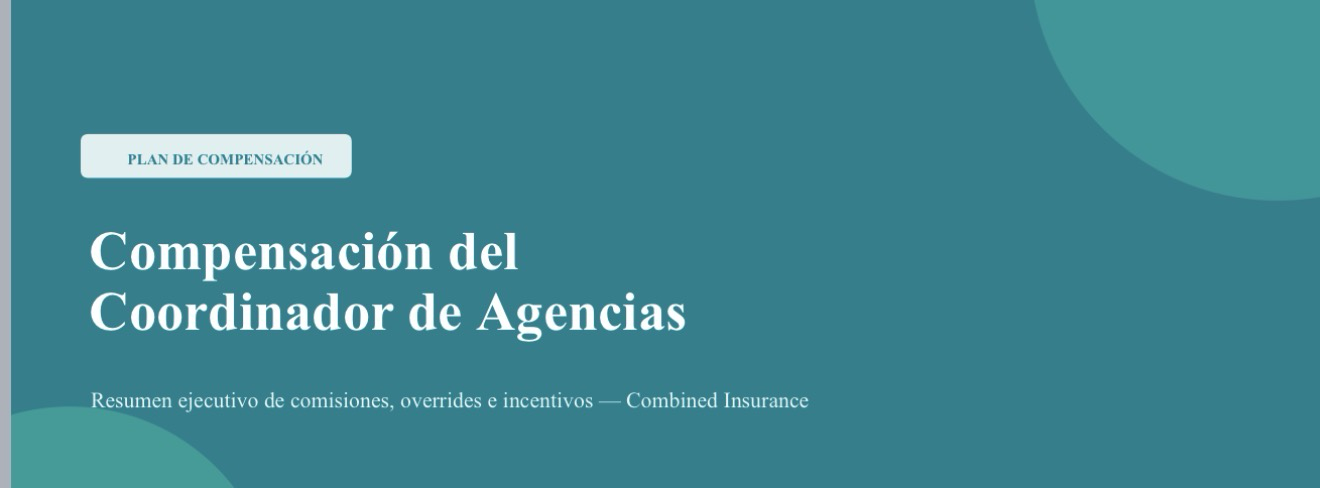 PLAN DE COMPENSACIÓN
Compensación del
Coordinador de Agencias
Resumen ejecutivo de comisiones, overrides e incentivos — Combined Insurance